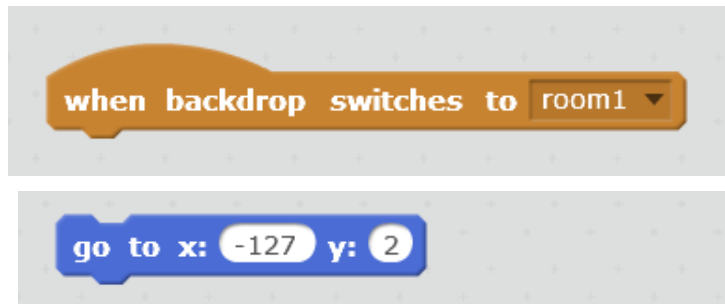 when backdrop switches to room1
go to x: -127 y: 2